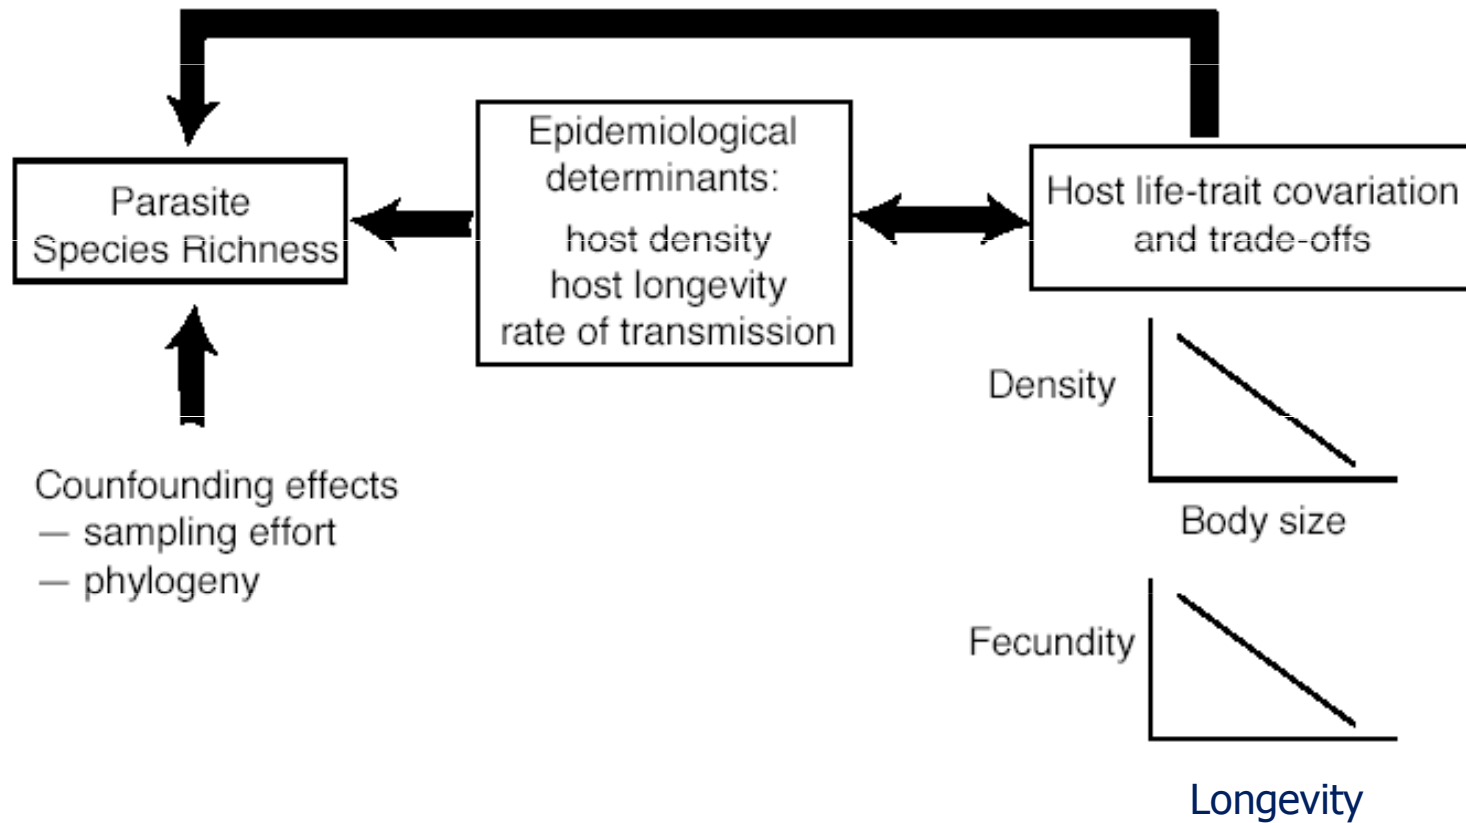 Parasite
Species Richness
Epidemiological
determinants:
host density
host longevity
rate of transmission
Host life-trait covariation
and trade-offs
Counfounding effects
— sampling effort
— phylogeny
Density
Body size
Fecundity
Longevity